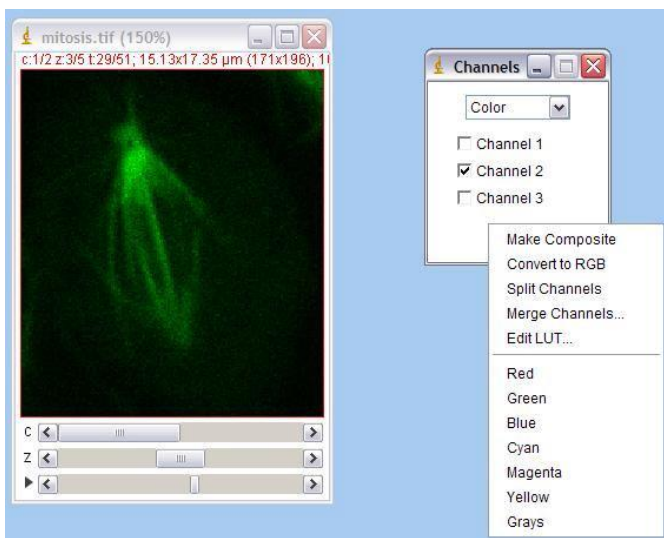 mitosis.tif (150%)
c:1/2 z:3/5 t:29/51; 15.13x17.35 µm (171x196); 1
C
Z
Channels
Color
Channel 1
Channel 2
Channel 3
Make Composite
Convert to RGB
Split Channels
Merge Channels...
Edit LUT...
Red
Green
Blue
Cyan
Magenta
Yellow
Grays